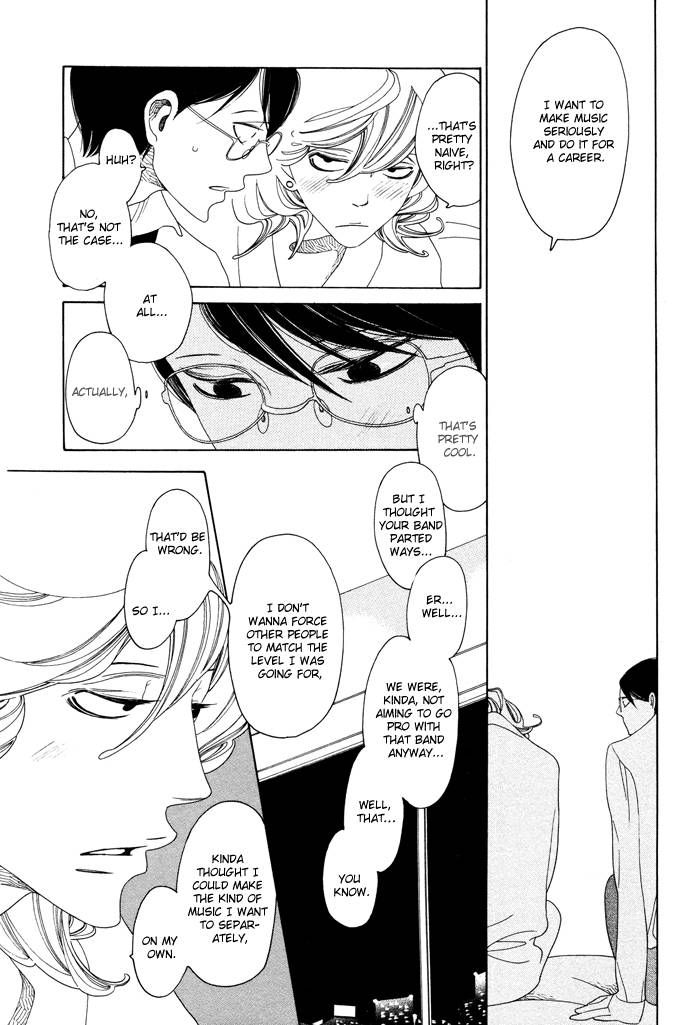 I WANT TO
MAKE MUSIC
SERIOUSLY
AND DO IT FOR
A CAREER.
...THAT'S
PRETTY
NAIVE,
RIGHT?
HUH?
NO,
THAT'S NOT
THE CASE...
AT
ALL...
ACTUALLY,
THAT'S
PRETTY
COOL.
BUT I
THOUGHT
YOUR BAND
PARTED
WAYS...
ER...
WELL...
WE WERE,
KINDA, NOT
AIMING TO GO
PRO WITH
THAT BAND
ANYWAY...
WELL,
THAT...
YOU
KNOW.
I DON'T
WANNA FORCE
OTHER PEOPLE
TO MATCH THE
LEVEL I WAS
GOING FOR,
THAT'D BE
WRONG.
SO I...
KINDA
THOUGHT I
COULD MAKE
THE KIND OF
MUSIC I WANT
TO SEPAR-
ATELY,
ON MY
OWN.